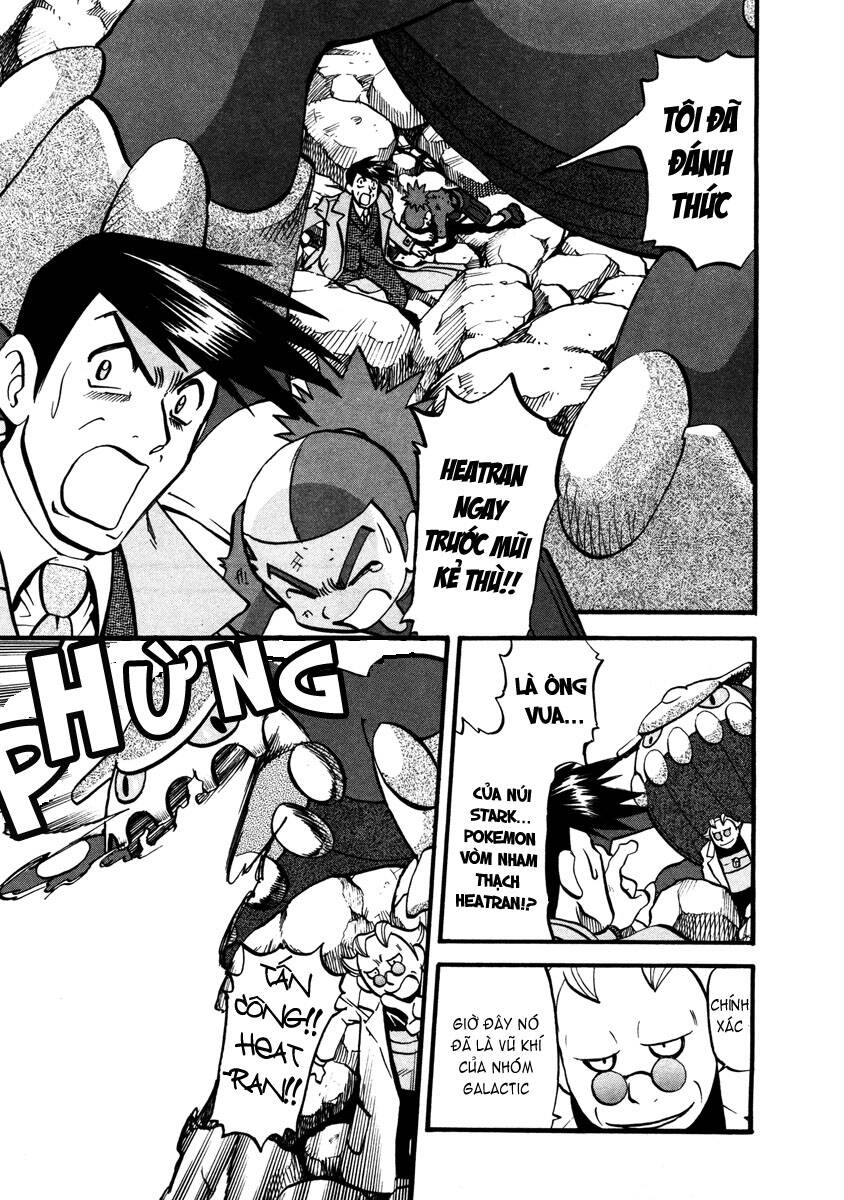 TÔI ĐÃ
ĐÁNH
THỨC
HEATRAN
NGAY
TRƯỚC MŨI
KẺ THÙ!!
LÀ ÔNG
VUA...
CỦA NÚI
STARK...
POKEMON
VÒM NHAM
THẠCH
HEATRAN!?
CHÍNH
XÁC
GIỜ ĐÂY NÓ
ĐÃ LÀ VŨ KHÍ
CỦA NHÓM
GALACTIC
PHỪNG
TẤN
CÔNG!!
HEAT
-RAN!!